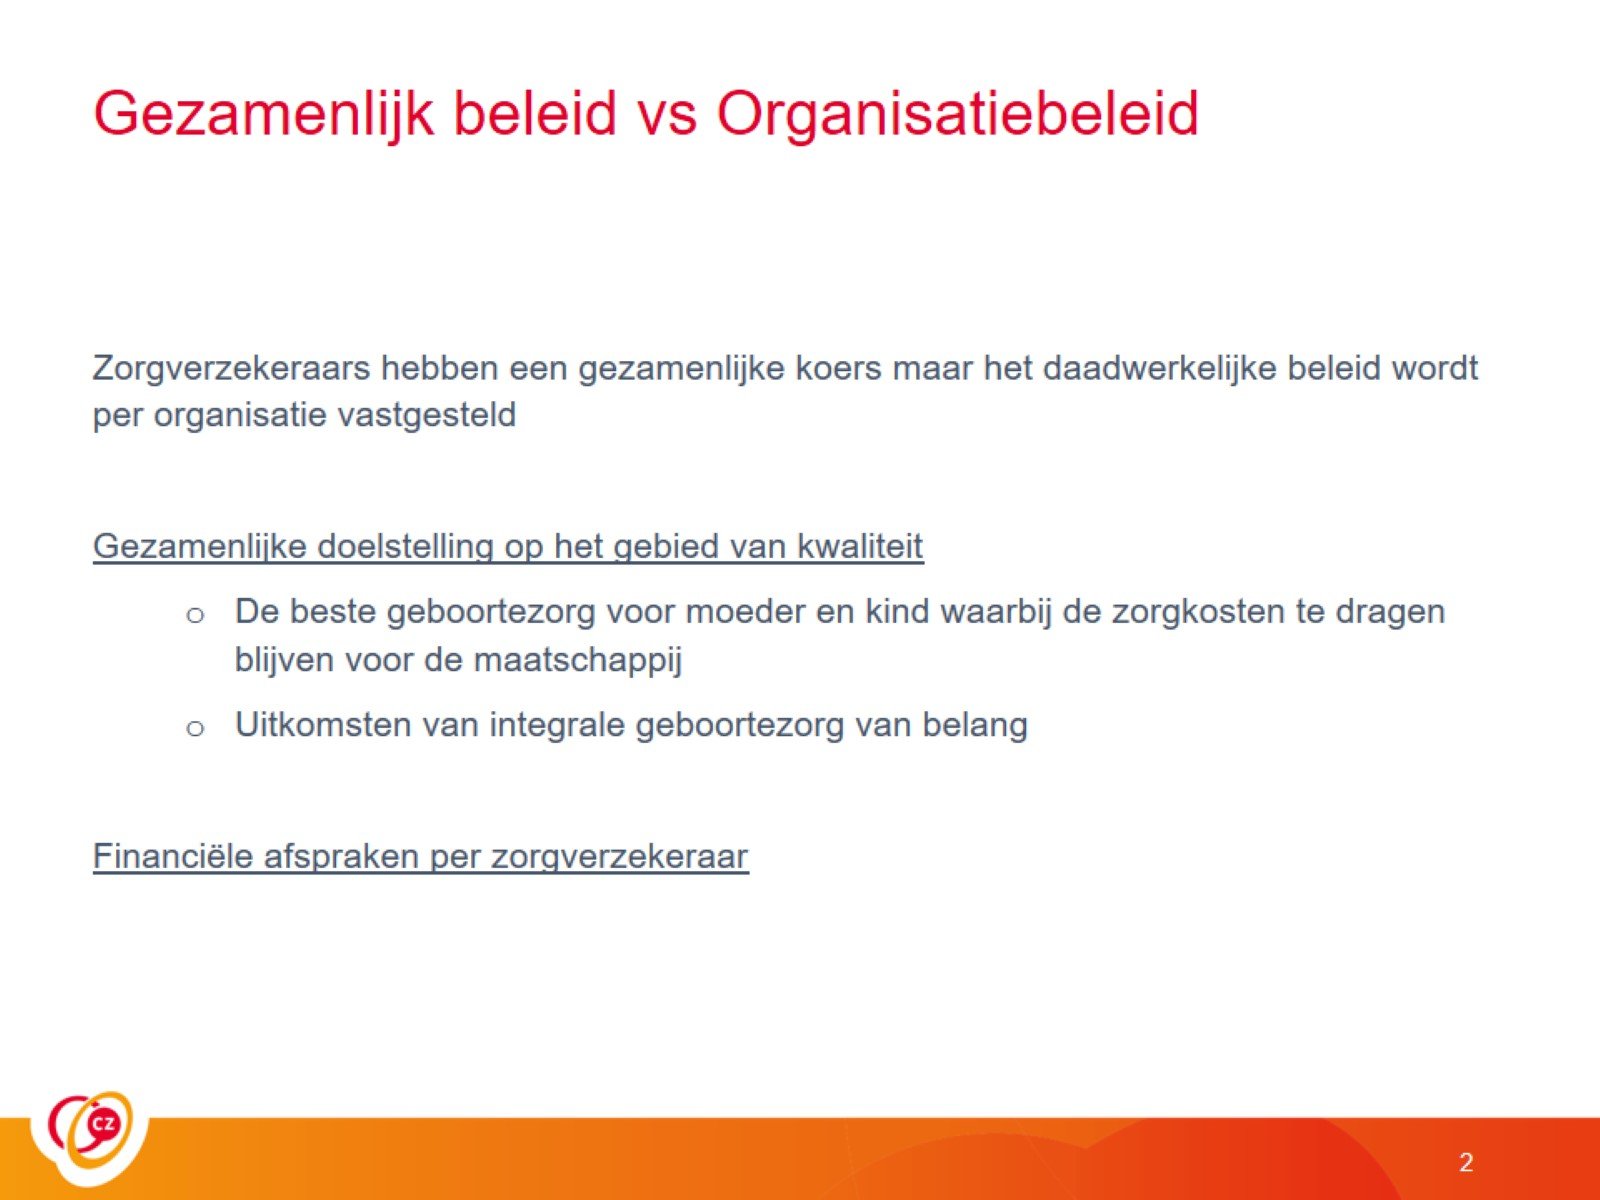 Gezamenlijk beleid vs Organisatiebeleid
Zorgverzekeraars hebben een gezamenlijke koers maar het daadwerkelijke beleid wordt
per organisatie vastgesteld
Gezamenlijke doelstelling op het gebied van kwaliteit
o De beste geboortezorg voor moeder en kind waarbij de zorgkosten te dragen
blijven voor de maatschappij
o Uitkomsten van integrale geboortezorg van belang
Financiële afspraken per zorgverzekeraar
CZ
2